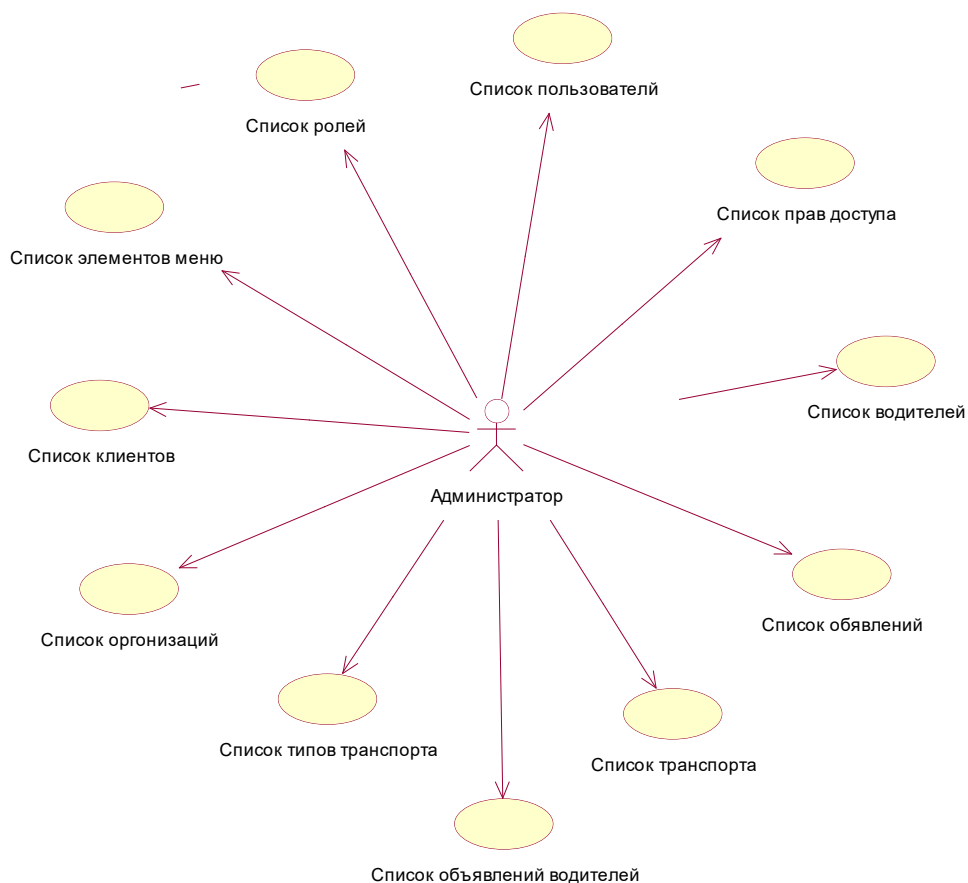 Список пользователй
Список ролей
Список прав доступа
Список элементов меню
Список водителей
Список клиентов
Администратор
Список обявлений
Список оргонизаций
Список типов транспорта
Список транспорта
Список объявлений водителей